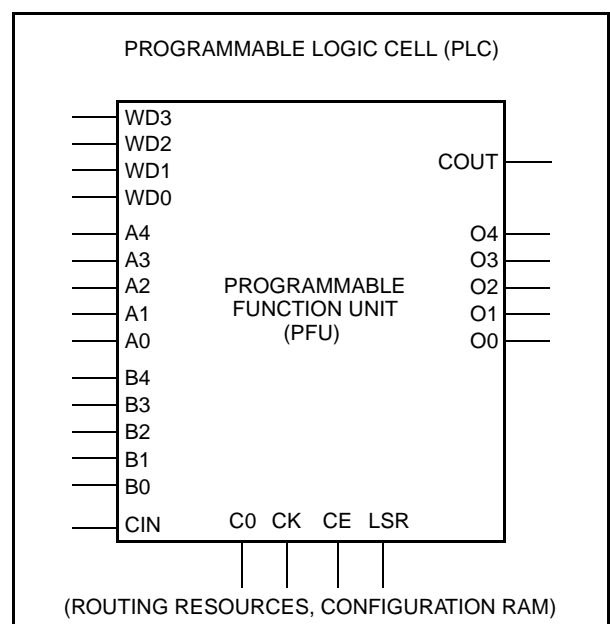 PROGRAMMABLE LOGIC CELL (PLC)
WD3
WD2
WD1
WD0
COUT
A4
A3
A2
A1
A0
PROGRAMMABLE
FUNCTION UNIT
(PFU)
O4
O3
O2
O1
O0
B4
B3
B2
B1
B0
CIN
C0 CK CE LSR
(ROUTING RESOURCES, CONFIGURATION RAM)